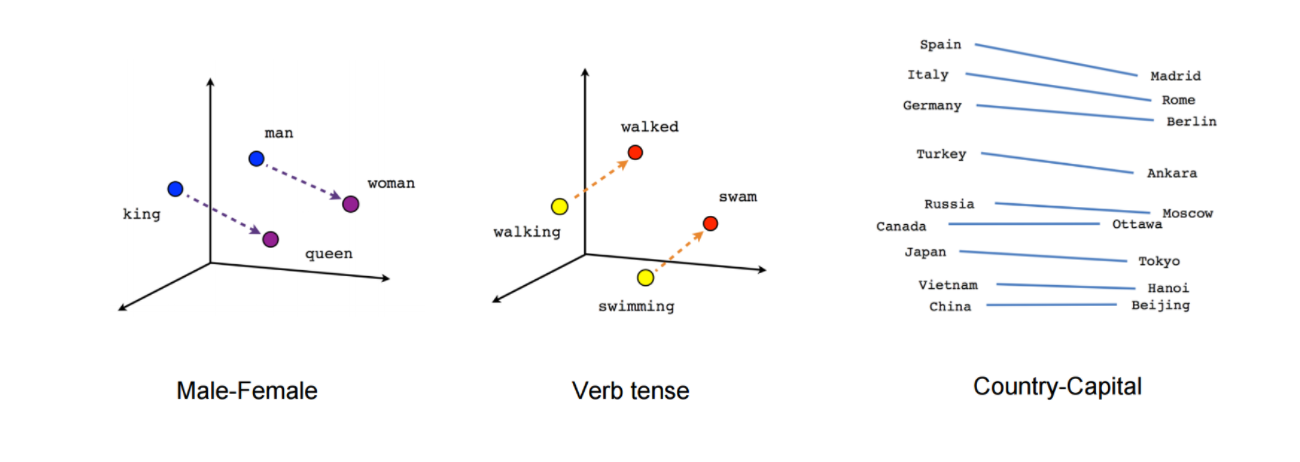 man
woman
king
queen
Male-Female
walked
swam
walking
swimming
Verb tense
Spain
Madrid
Italy
Rome
Germany
Berlin
Turkey
Ankara
Russia
Moscow
Canada
Ottawa
Japan
Tokyo
Vietnam
Hanoi
China
Beijing
Country-Capital